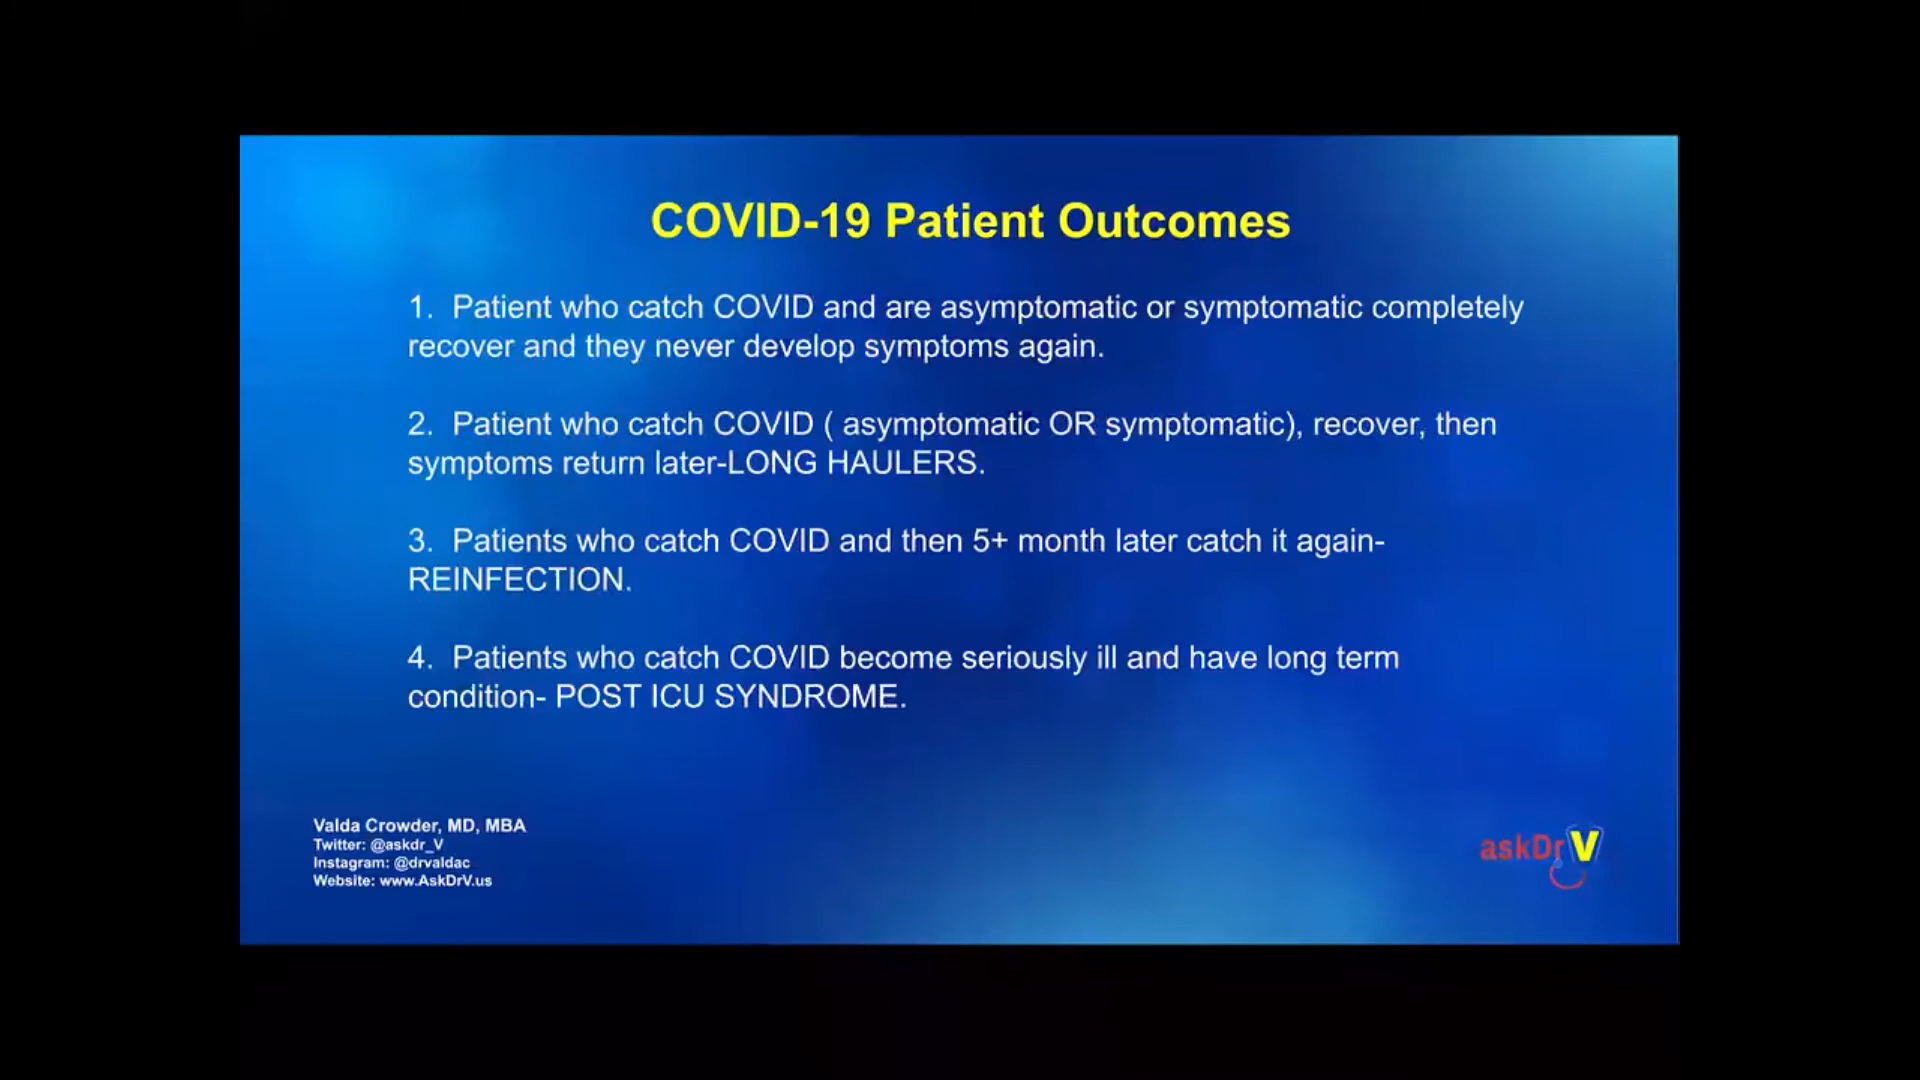 COVID-19 Patient Outcomes
1. Patient who catch COVID and are asymptomatic or symptomatic completely
recover and they never develop symptoms again.
2. Patient who catch COVID ( asymptomatic OR symptomatic), recover, then
symptoms return later-LONG HAULERS.
3. Patients who catch COVID and then 5+ month later catch it again-
REINFECTION.
4. Patients who catch COVID become seriously ill and have long term
condition- POST ICU SYNDROME.
Valda Crowder, MD, MBA
Twitter: @askdr_V
Instagram: @drvaldac
Website: www.AskDrV.us
askDrV